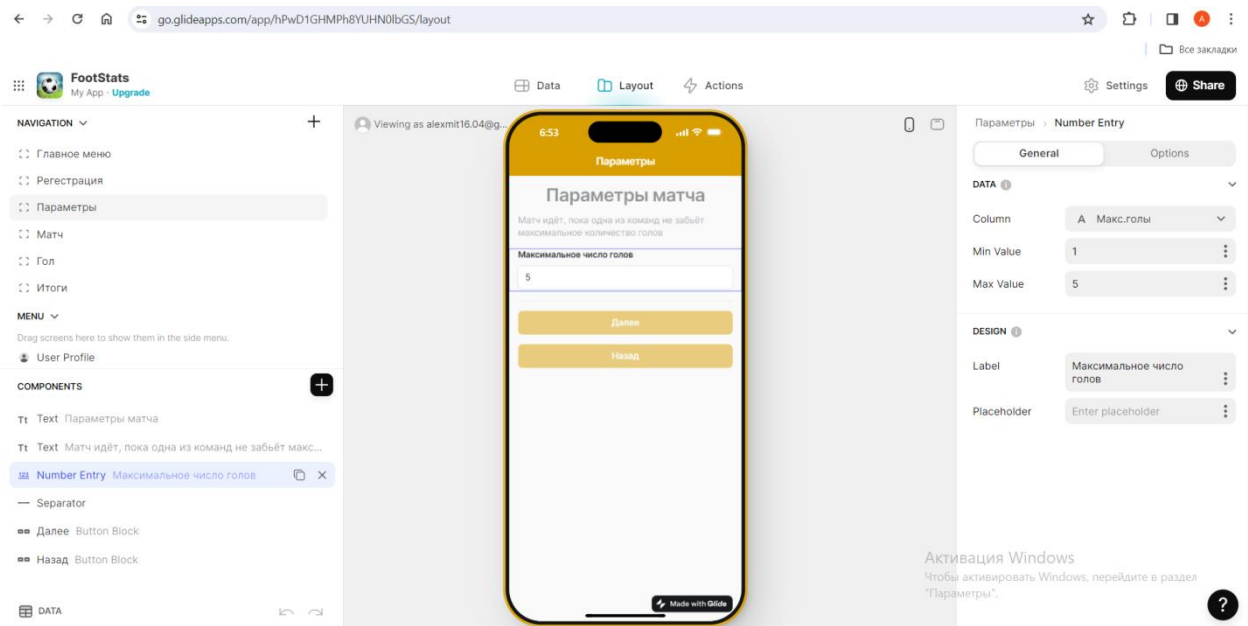 go.glideapps.com/app/hPwD1GHMPh8YUHN0lbGS/layout
Все закладки
FootStats
My App · Upgrade
Data
Layout
Actions
Settings
Share
NAVIGATION
Главное меню
Регестрация
Параметры
Матч
Гол
Итоги
MENU
Drag screens here to show them in the side menu.
User Profile
COMPONENTS
Tt Text Параметры матча
Tt Text Матч идёт, пока одна из команд не забьёт макс...
Number Entry Максимальное число голов
Separator
Далее Button Block
Назад Button Block
DATA
Viewing as alexmit16.04@g...
6:53
Параметры
Параметры матча
Матч идёт, пока одна из команд не забьёт
максимальное количество голов
Максимальное число голов
5
Далее
Назад
Made with Glide
Параметры › Number Entry
General
Options
DATA
Column
A Макс.голы
Min Value
1
Max Value
5
DESIGN
Label
Максимальное число
голов
Placeholder
Enter placeholder
Активация Windows
Чтобы активировать Windows, перейдите в раздел
"Параметры".
?
A